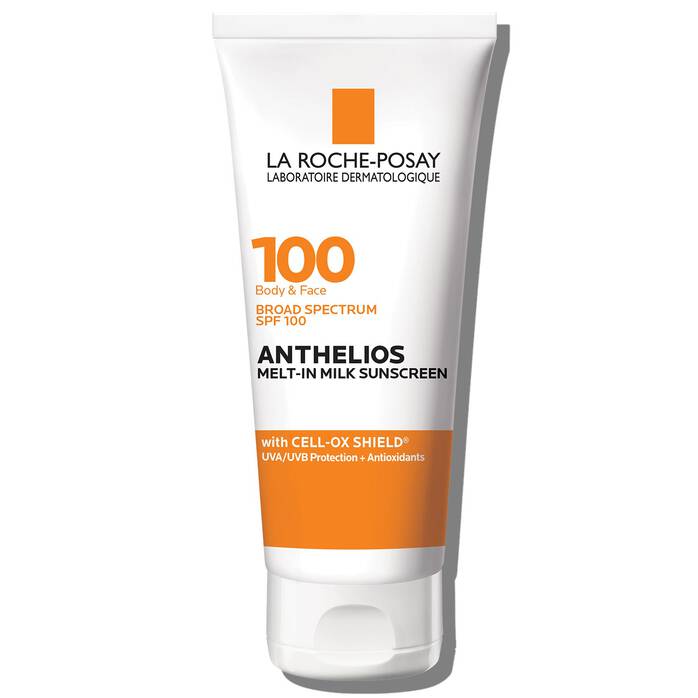 LA ROCHE-POSAY
LABORATOIRE DERMATOLOGIQUE
100
Body & Face
BROAD SPECTRUM
SPF 100
ANTHELIOS
MELT-IN MILK SUNSCREEN
with CELL-OX SHIELD®
UVA/UVB Protection + Antioxidants